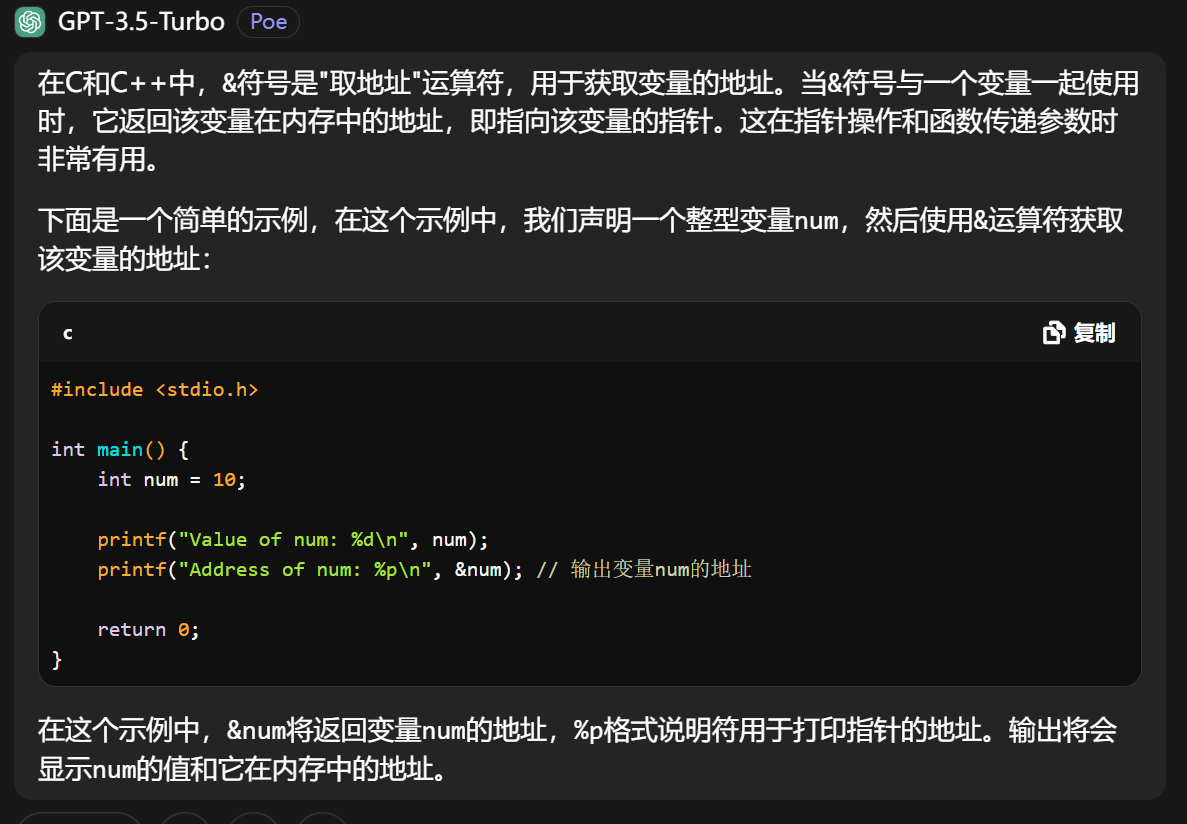 GPT-3.5-Turbo Poe
在C和C++中，&符号是"取地址"运算符，用于获取变量的地址。当&符号与一个变量一起使用
时，它返回该变量在内存中的地址，即指向该变量的指针。这在指针操作和函数传递参数时
非常有用。
下面是一个简单的示例，在这个示例中，我们声明一个整型变量num，然后使用&运算符获取
该变量的地址：
c 复制
#include <stdio.h>
int main() {
    int num = 10;
    printf("Value of num: %d\n", num);
    printf("Address of num: %p\n", &num); // 输出变量num的地址
    return 0;
}
在这个示例中，&num将返回变量num的地址，%p格式说明符用于打印指针的地址。输出将会
显示num的值和它在内存中的地址。